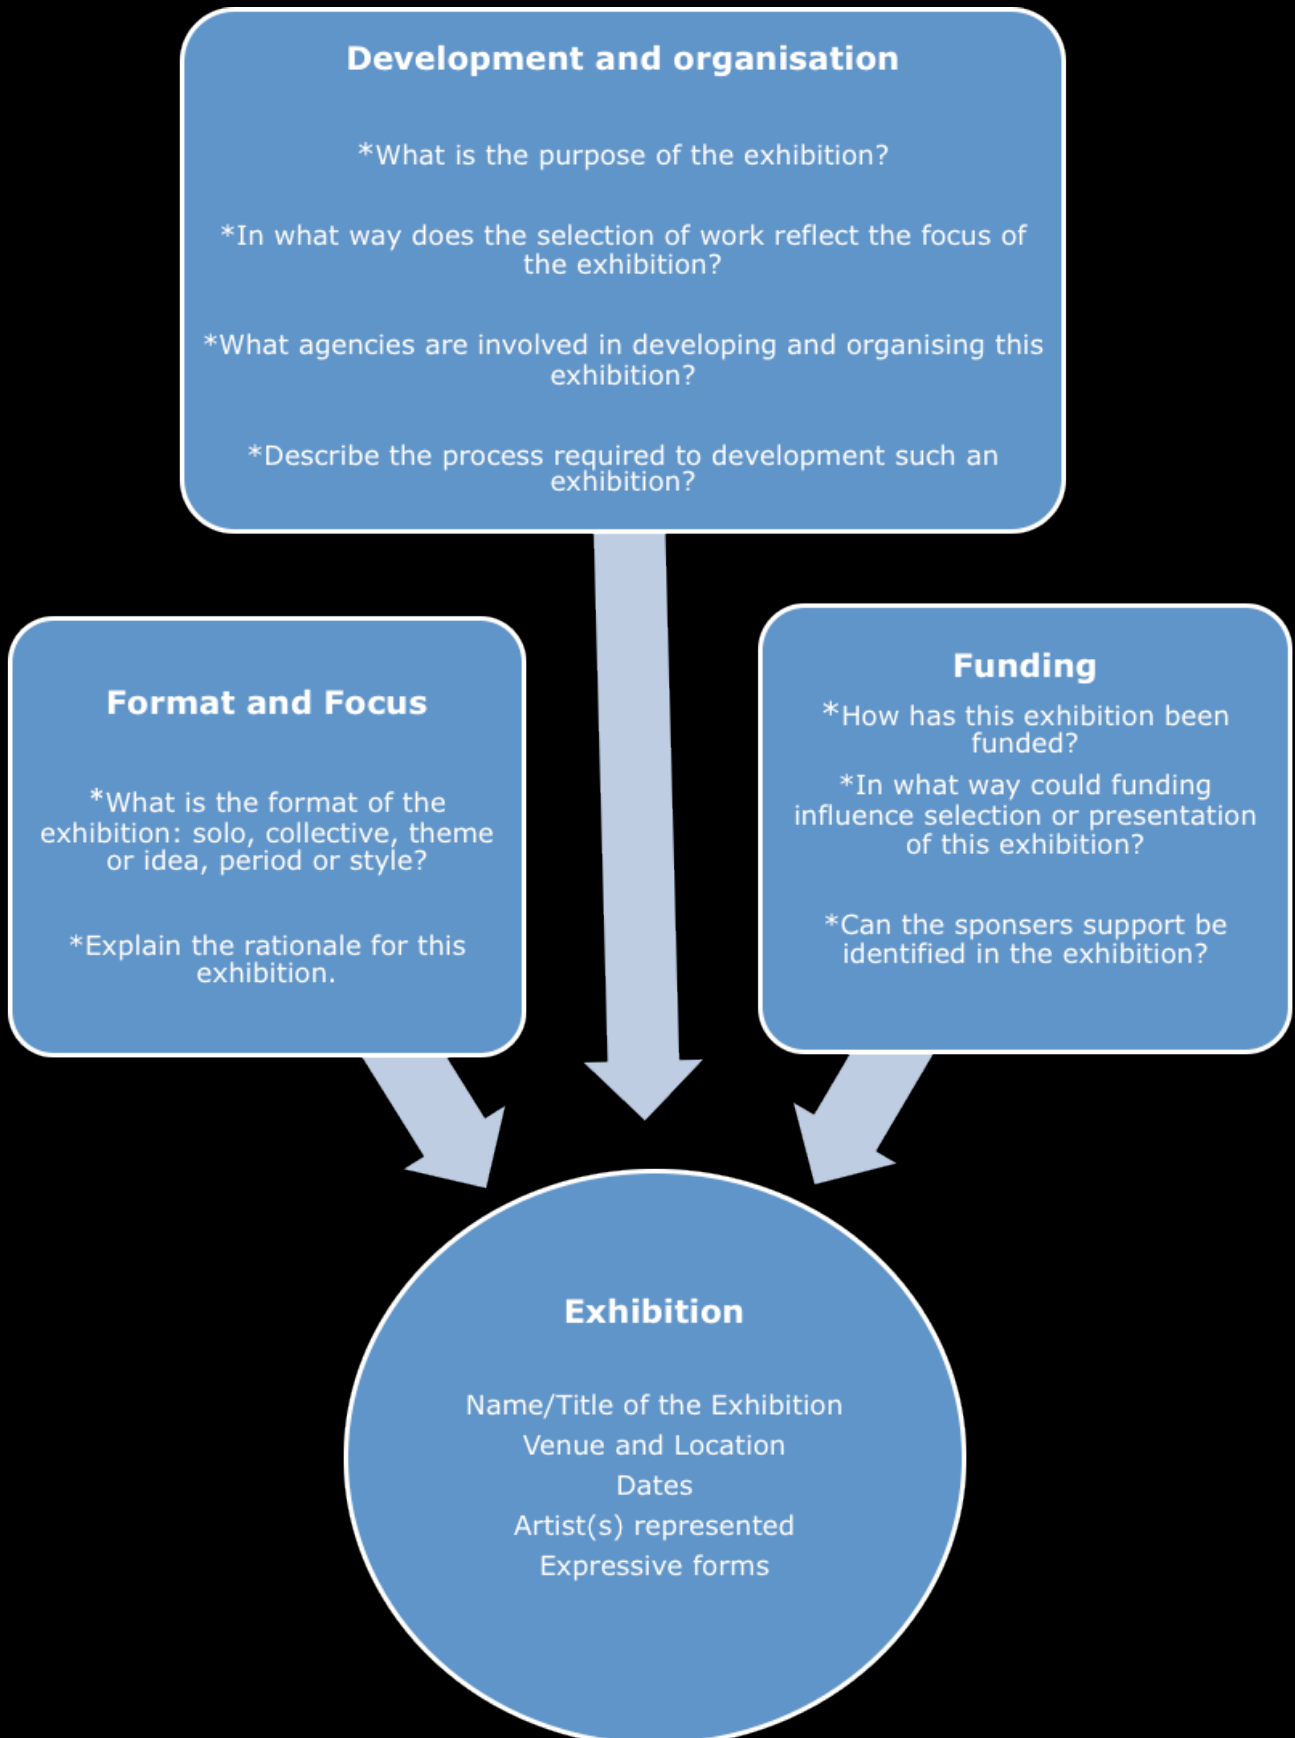 Development and organisation
*What is the purpose of the exhibition?
*In what way does the selection of work reflect the focus of
the exhibition?
*What agencies are involved in developing and organising this
exhibition?
*Describe the process required to development such an
exhibition?
Format and Focus
*What is the format of the
exhibition: solo, collective, theme
or idea, period or style?
*Explain the rationale for this
exhibition.
Funding
*How has this exhibition been
funded?
*In what way could funding
influence selection or presentation
of this exhibition?
*Can the sponsers support be
identified in the exhibition?
Exhibition
Name/Title of the Exhibition
Venue and Location
Dates
Artist(s) represented
Expressive forms